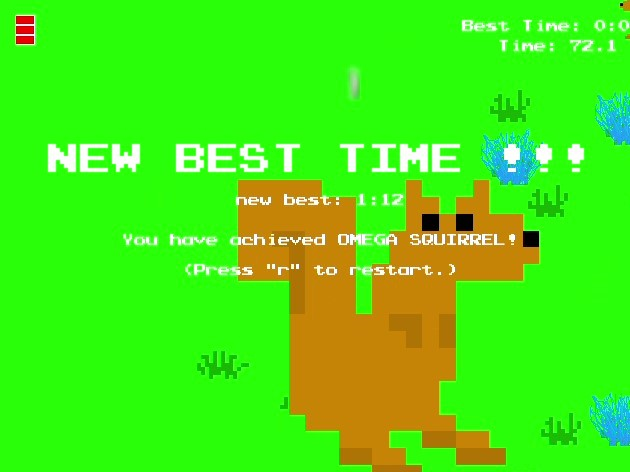 Best Time: 0:0
Time: 72.1
NEW BEST TIME !!!
new best: 1:12
You have achieved OMEGA SQUIRREL!
(Press "r" to restart.)